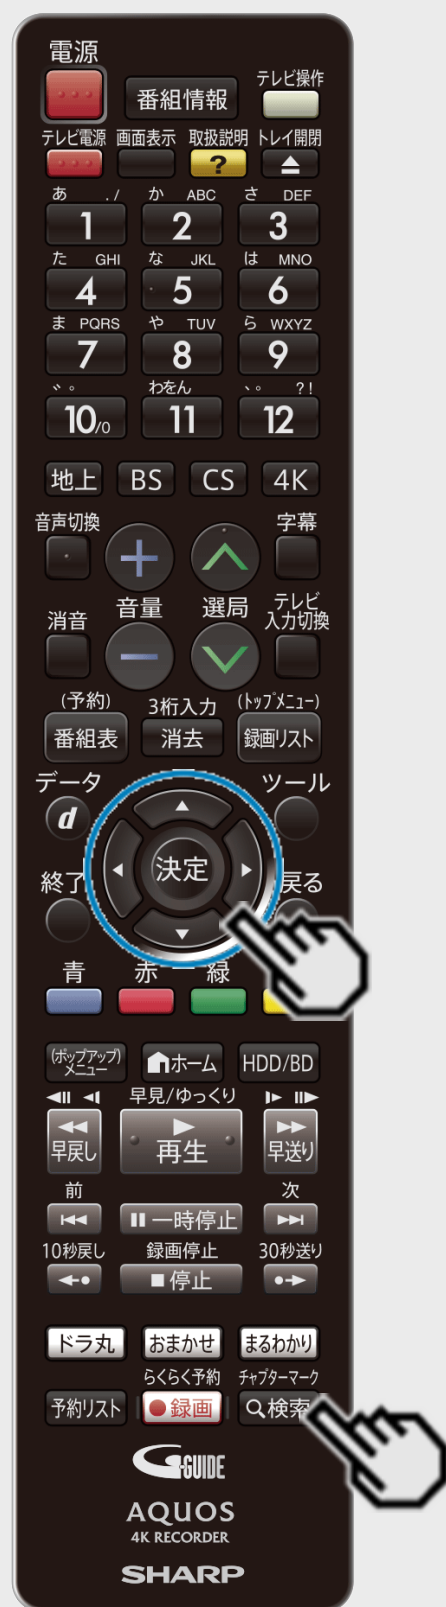 電源
番組情報
テレビ操作
テレビ電源 画面表示 取扱説明 トレイ開閉
?
あ ./ か ABC さ DEF
1 2 3
た GHI な JKL は MNO
4 5 6
ま PQRS や TUV ら WXYZ
7 8 9
゛゜ わをん 、。 ?!
10/0 11 12
地上 BS CS 4K
音声切換 字幕
+
消音 音量 選局 テレビ
入力切換
−
(予約) 3桁入力 (トップメニュー)
番組表 消去 録画リスト
データ ツール
d
決定
終了 戻る
青 赤 緑
(ポップアップ)
メニュー
ホーム HDD/BD
早見/ゆっくり
早戻し 再生 早送り
前 次
一時停止
10秒戻し 録画停止 30秒送り
停止
ドラ丸 おまかせ まるわかり
らくらく予約 チャプターマーク
予約リスト 録画 検索
G-GUIDE
AQUOS
4K RECORDER
SHARP